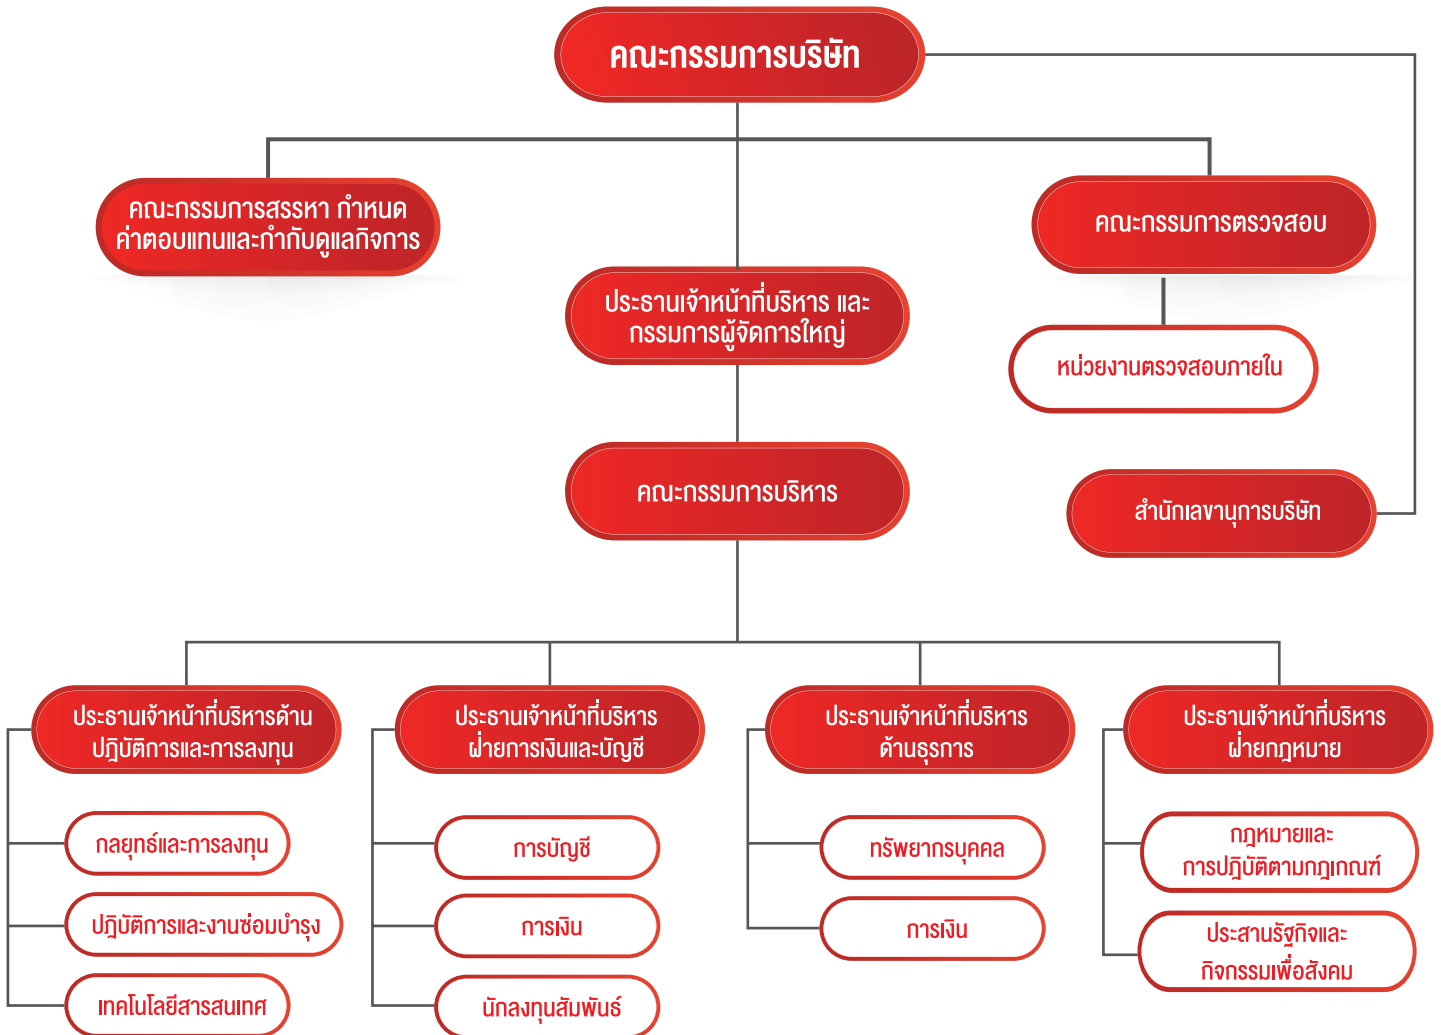 คณะกรรมการบริษัท
คณะกรรมการสรรหา กำหนด
ค่าตอบแทนและกำกับดูแลกิจการ
คณะกรรมการตรวจสอบ
ประธานเจ้าหน้าที่บริหาร และ
กรรมการผู้จัดการใหญ่
หน่วยงานตรวจสอบภายใน
คณะกรรมการบริหาร
สำนักเลขานุการบริษัท
ประธานเจ้าหน้าที่บริหารด้าน
ปฎิบัติการและการลงทุน
กลยุทธ์และการลงทุน
ปฎิบัติการและงานซ่อมบำรุง
เทคโนโลยีสารสนเทศ
ประธานเจ้าหน้าที่บริหาร
ฝ่ายการเงินและบัญชี
การบัญชี
การเงิน
นักลงทุนสัมพันธ์
ประธานเจ้าหน้าที่บริหาร
ด้านธุรการ
ทรัพยากรบุคคล
การเงิน
ประธานเจ้าหน้าที่บริหาร
ฝ่ายกฎหมาย
กฎหมายและ
การปฎิบัติตามกฎเกณฑ์
ประสานรัฐกิจและ
กิจกรรมเพื่อสังคม